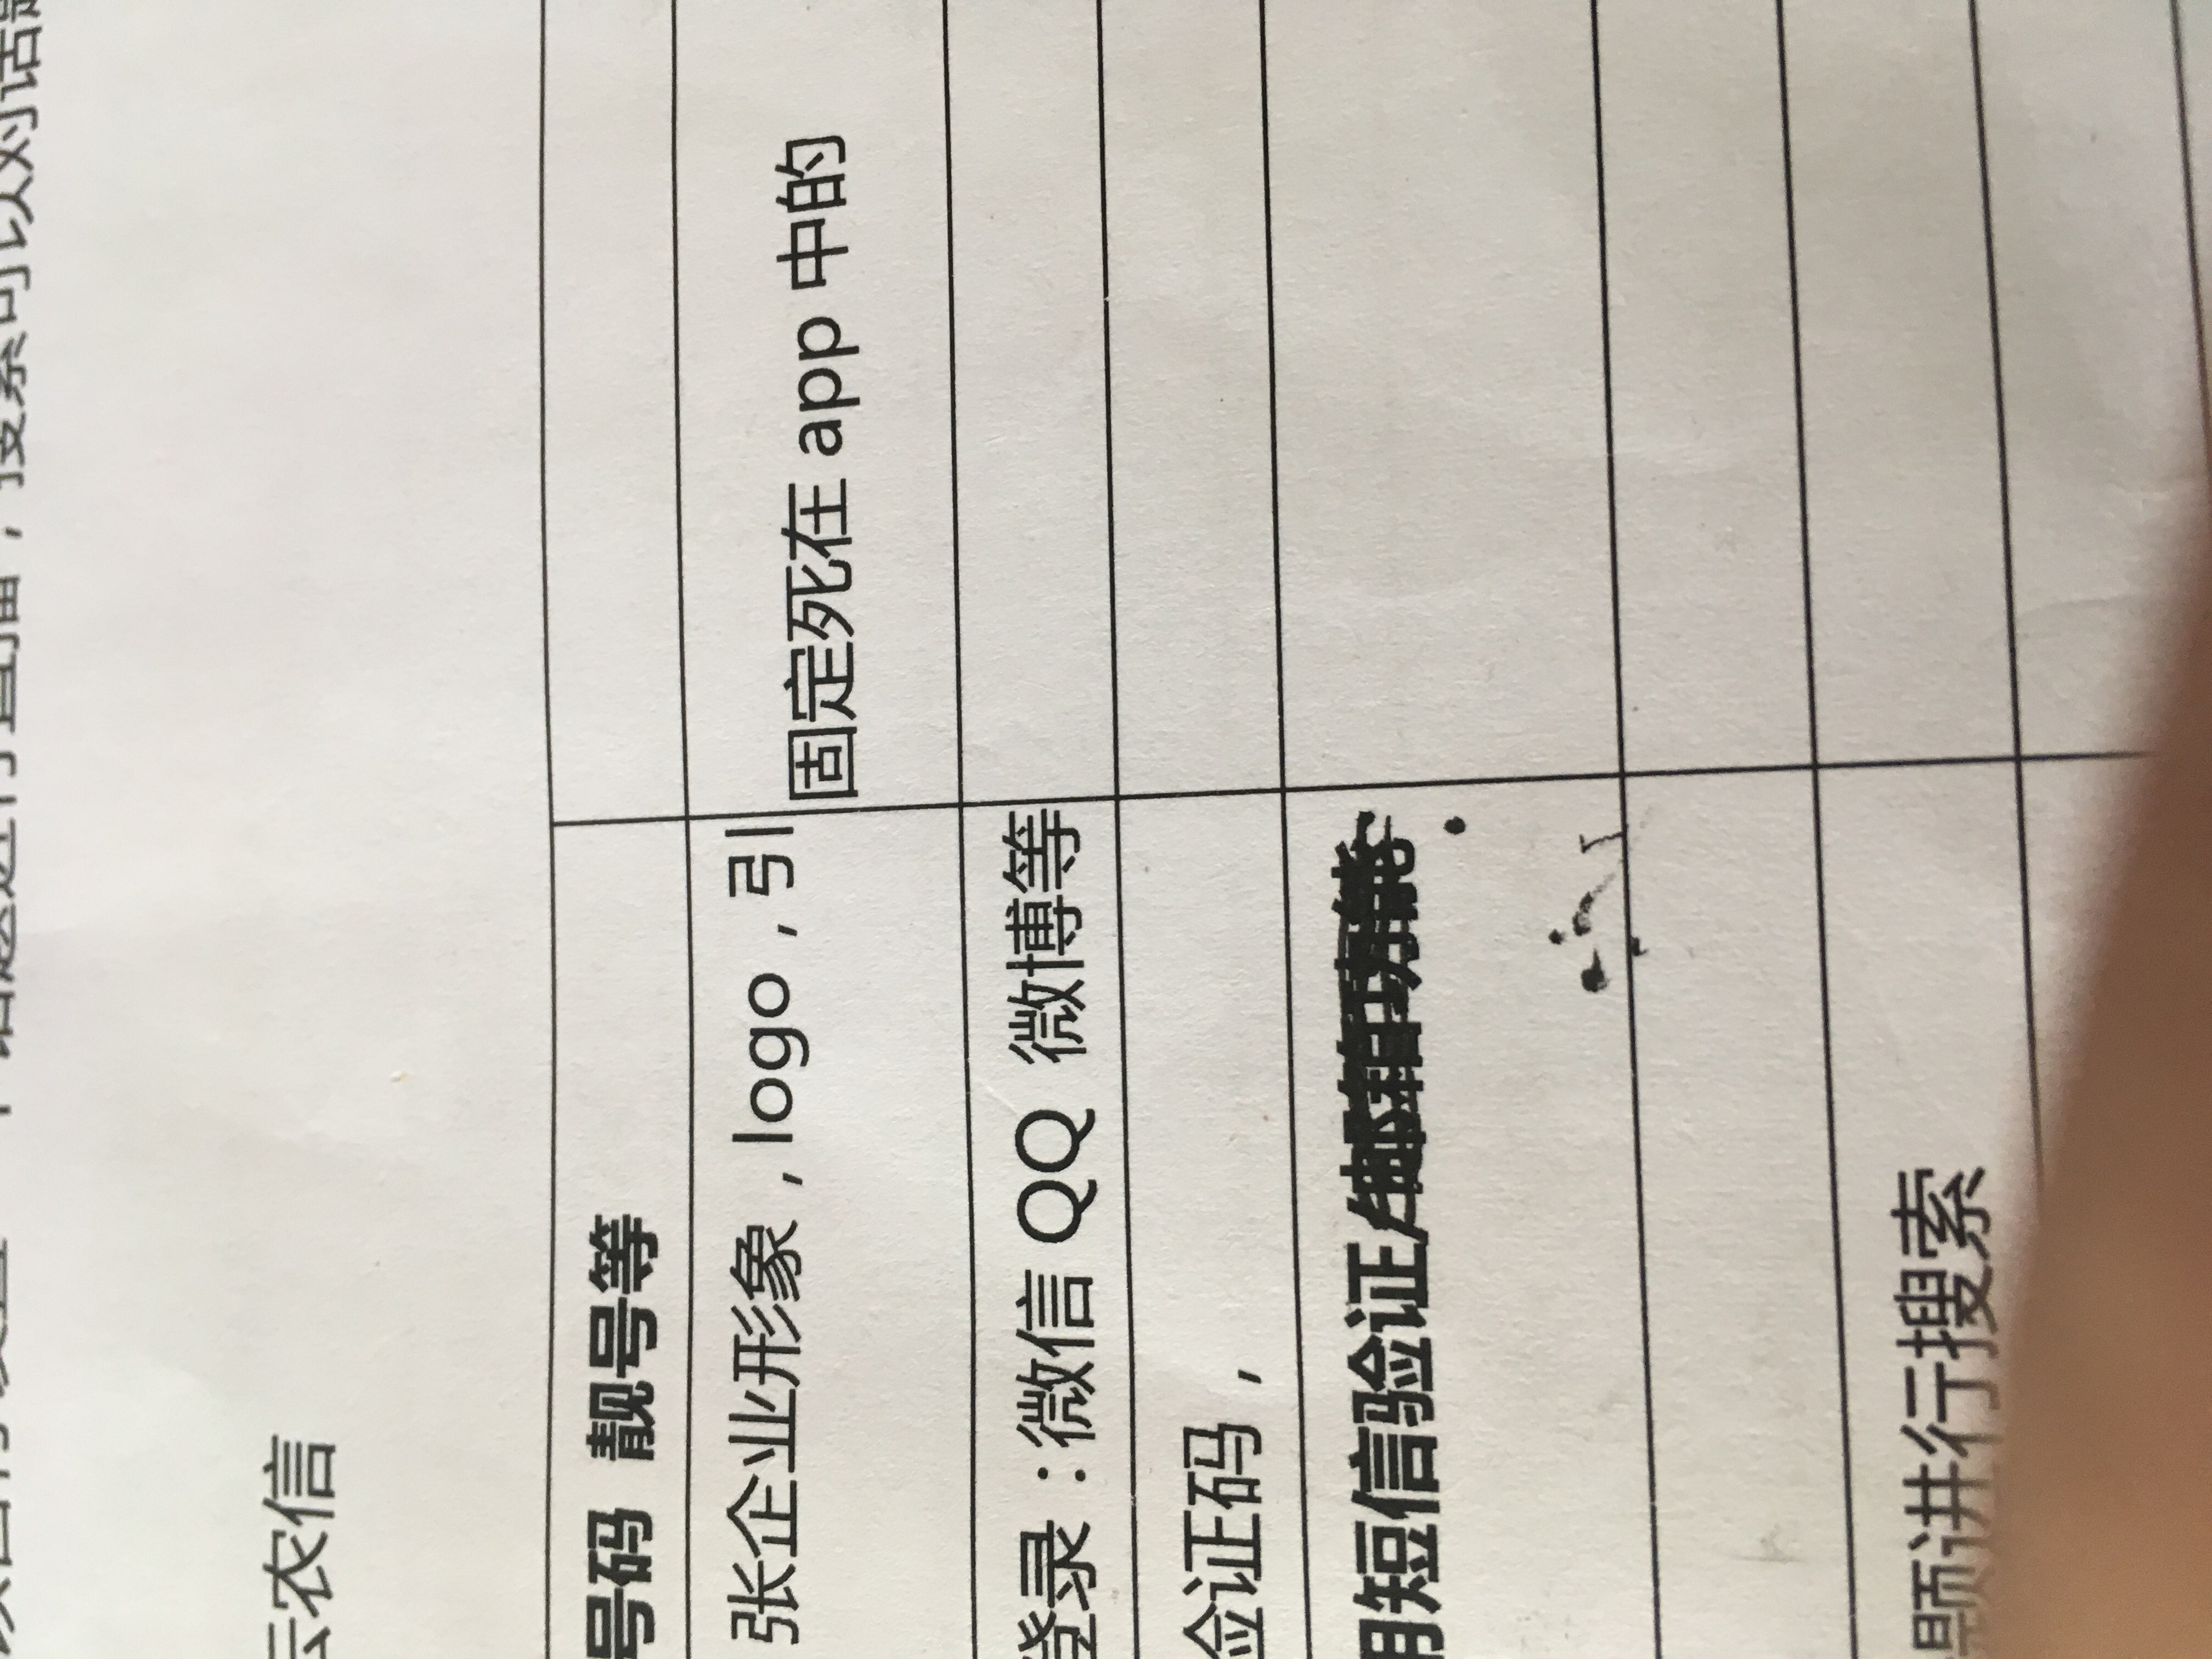 设置一个话题进行直播，搜索可以对话题
云农信
号码 靓号等
张企业形象，logo，引
固定死在 app 中的
登录：微信 QQ 微博等
验证码，
用短信验证/邮箱功能
题进行搜索